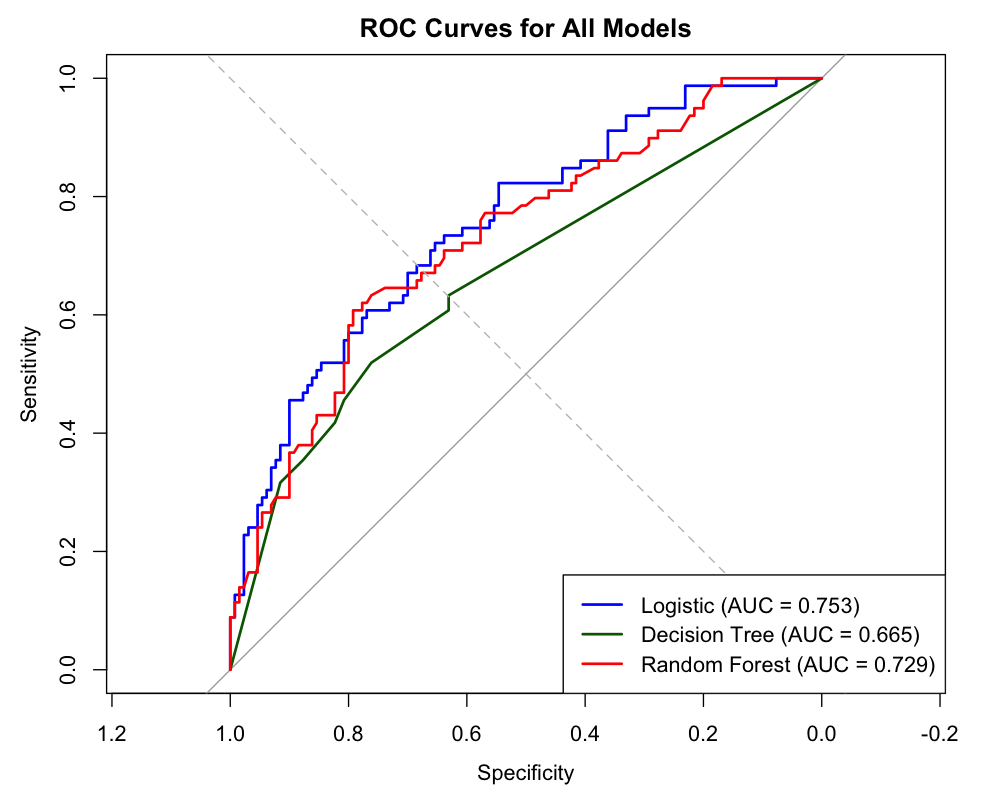 ROC Curves for All Models
Sensitivity
1.0
0.8
0.6
0.4
0.2
0.0
Logistic (AUC = 0.753)
Decision Tree (AUC = 0.665)
Random Forest (AUC = 0.729)
1.2 1.0 0.8 0.6 0.4 0.2 0.0 -0.2
Specificity